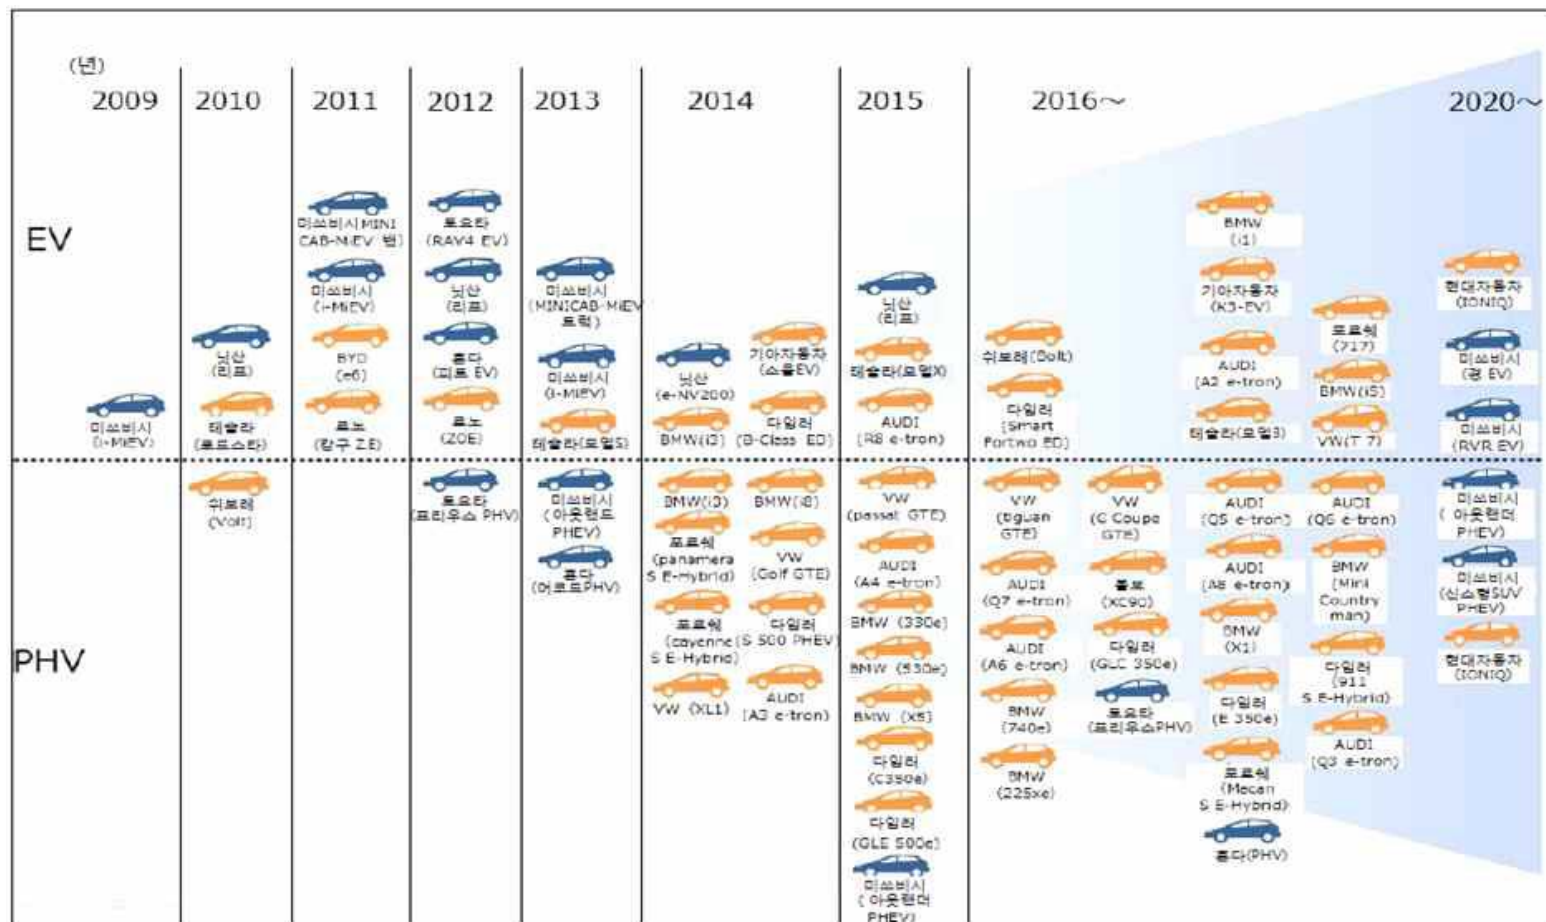 (년)
2009
2010
2011
2012
2013
2014
2015
2016～
2020～
EV
미쓰비시
(i-MiEV)
닛산
(리프)
테슬라
(로드스타)
미쓰비시MINI
CAB-MiEV 밴)
미쓰비시
(i-MiEV)
BYD
(e6)
르노
(캉구 ZE)
토요타
(RAV4 EV)
닛산
(리프)
혼다
(피트 EV)
르노
(ZOE)
미쓰비시
(MINICAB-MiEV
트럭)
미쓰비시
(i-MiEV)
테슬라(모델S)
닛산
(e-NV200)
BMW(i3)
기아자동차
(소울EV)
다임러
(B-Class ED)
닛산
(리프)
테슬라(모델X)
AUDI
(R8 e-tron)
쉐보레(Bolt)
다임러
(Smart
Fortwo ED)
BMW
(i1)
기아자동차
(K3-EV)
AUDI
(A2 e-tron)
테슬라(모델3)
포르쉐
(717)
BMW(i5)
VW(T 7)
현대자동차
(IONIQ)
미쓰비시
(경 EV)
미쓰비시
(RVR EV)
PHV
쉐보레
(Volt)
토요타
(프리우스 PHV)
미쓰비시
( 아웃랜드
PHEV)
혼다
(어코드PHV)
BMW(i3)
포르쉐
(panamera
S E-Hybrid)
포르쉐
(cayenne
S E-Hybrid)
VW (XL1)
BMW(i8)
VW
(Golf GTE)
다임러
(S 500 PHEV)
AUDI
(A3 e-tron)
VW
(passat GTE)
AUDI
(A4 e-tron)
BMW (330e)
BMW (530e)
BMW (X5)
다임러
(C350e)
다임러
(GLE 500e)
미쓰비시
( 아웃랜더
PHEV)
VW
(tiguan
GTE)
AUDI
(Q7 e-tron)
AUDI
(A6 e-tron)
BMW
(740e)
BMW
(225xe)
VW
(C Coupe
GTE)
볼보
(XC90)
다임러
(GLC 350e)
토요타
(프리우스PHV)
AUDI
(Q5 e-tron)
AUDI
(A8 e-tron)
BMW
(X1)
다임러
(E 350e)
포르쉐
(Mecan
S E-Hybrid)
혼다(PHV)
AUDI
(Q6 e-tron)
BMW
(Mini
Country
man)
다임러
(911
S E-Hybrid)
AUDI
(Q3 e-tron)
미쓰비시
( 아웃랜더
PHEV)
미쓰비시
(신소형SUV
PHEV)
현대자동차
(IONIQ)